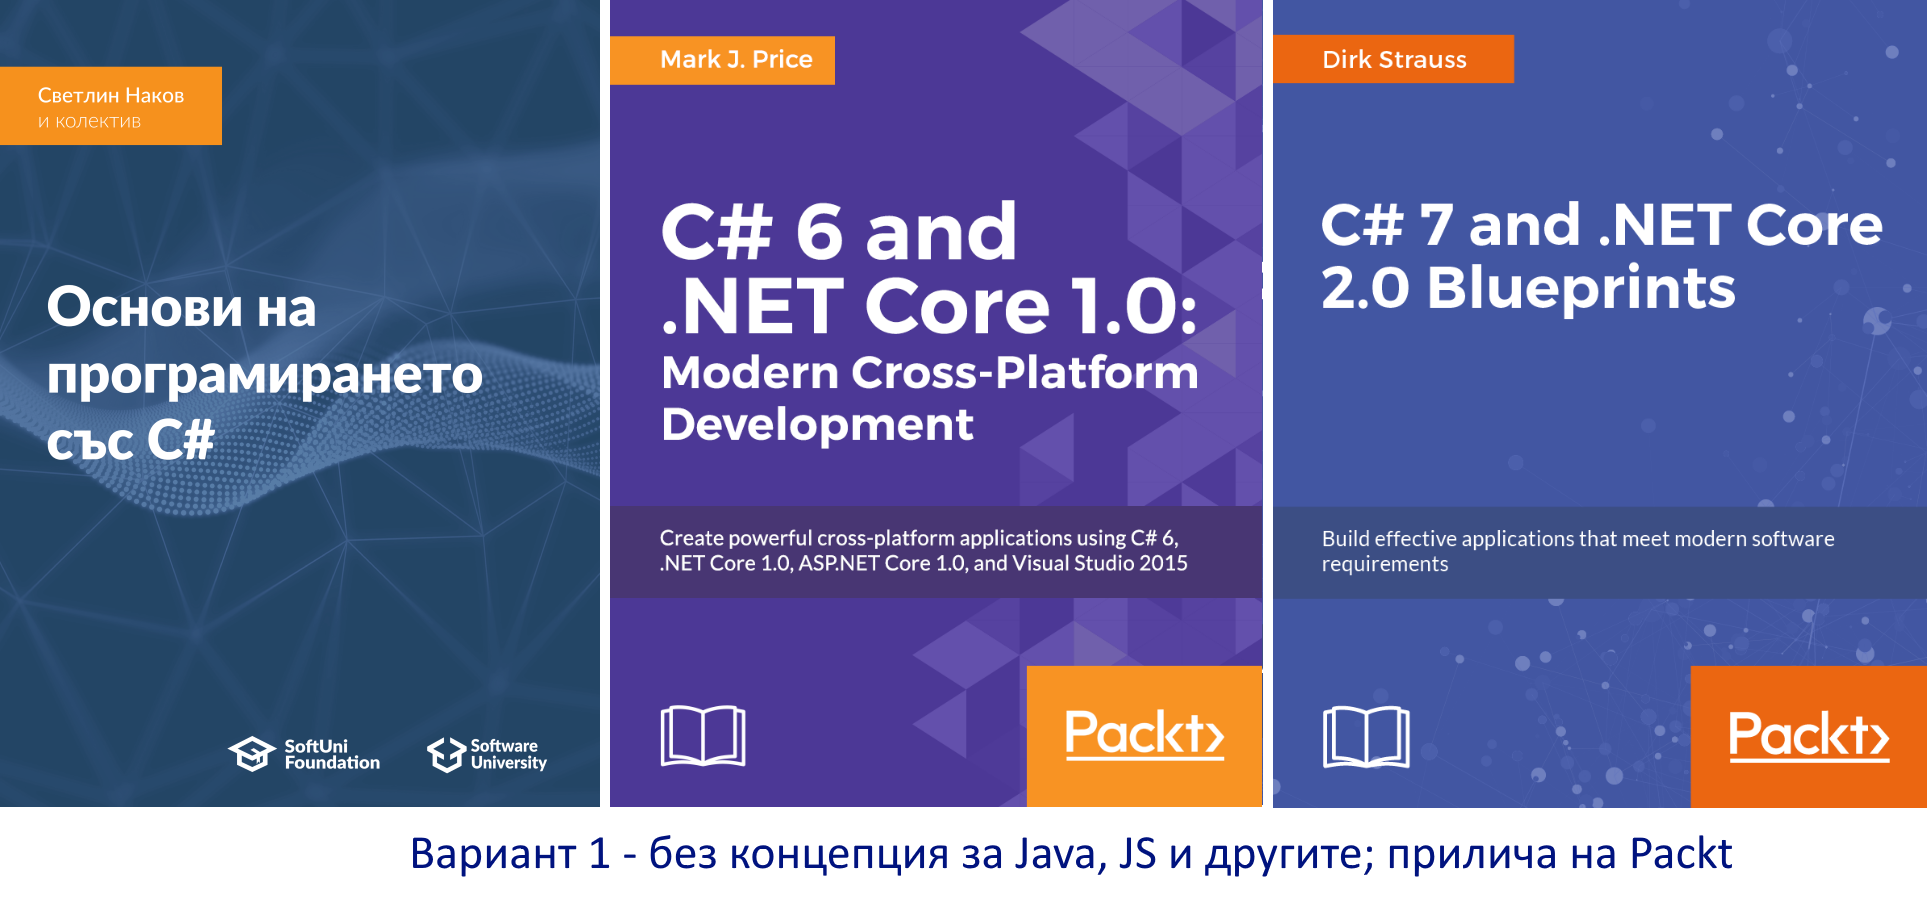 Светлин Наков
и колектив
Основи на
програмирането
със C#
SoftUni
Foundation
Software
University
Mark J. Price
C# 6 and
.NET Core 1.0:
Modern Cross-Platform
Development
Create powerful cross-platform applications using C# 6,
.NET Core 1.0, ASP.NET Core 1.0, and Visual Studio 2015
Packt
Dirk Strauss
C# 7 and .NET Core
2.0 Blueprints
Build effective applications that meet modern software
requirements
Packt
Вариант 1 - без концепция за Java, JS и другите; прилича на Packt